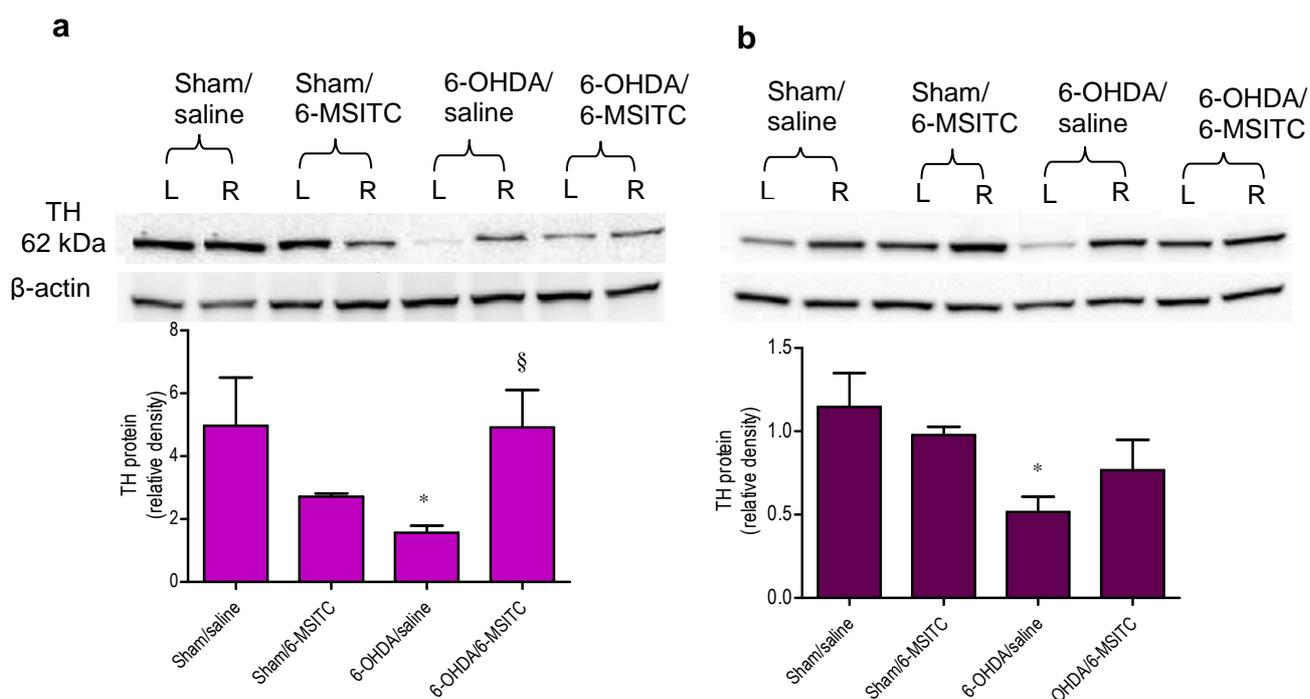 a
Sham/
saline
Sham/
6-MSITC
6-OHDA/
saline
6-OHDA/
6-MSITC
L R L R L R L R
TH
62 kDa
β-actin
8
6
4
2
0
TH protein
(relative density)
*
§
Sham/saline
Sham/6-MSITC
6-OHDA/saline
6-OHDA/6-MSITC
b
Sham/
saline
Sham/
6-MSITC
6-OHDA/
saline
6-OHDA/
6-MSITC
L R L R L R L R
1.5
1.0
0.5
0.0
TH protein
(relative density)
*
Sham/saline
Sham/6-MSITC
6-OHDA/saline
OHDA/6-MSITC